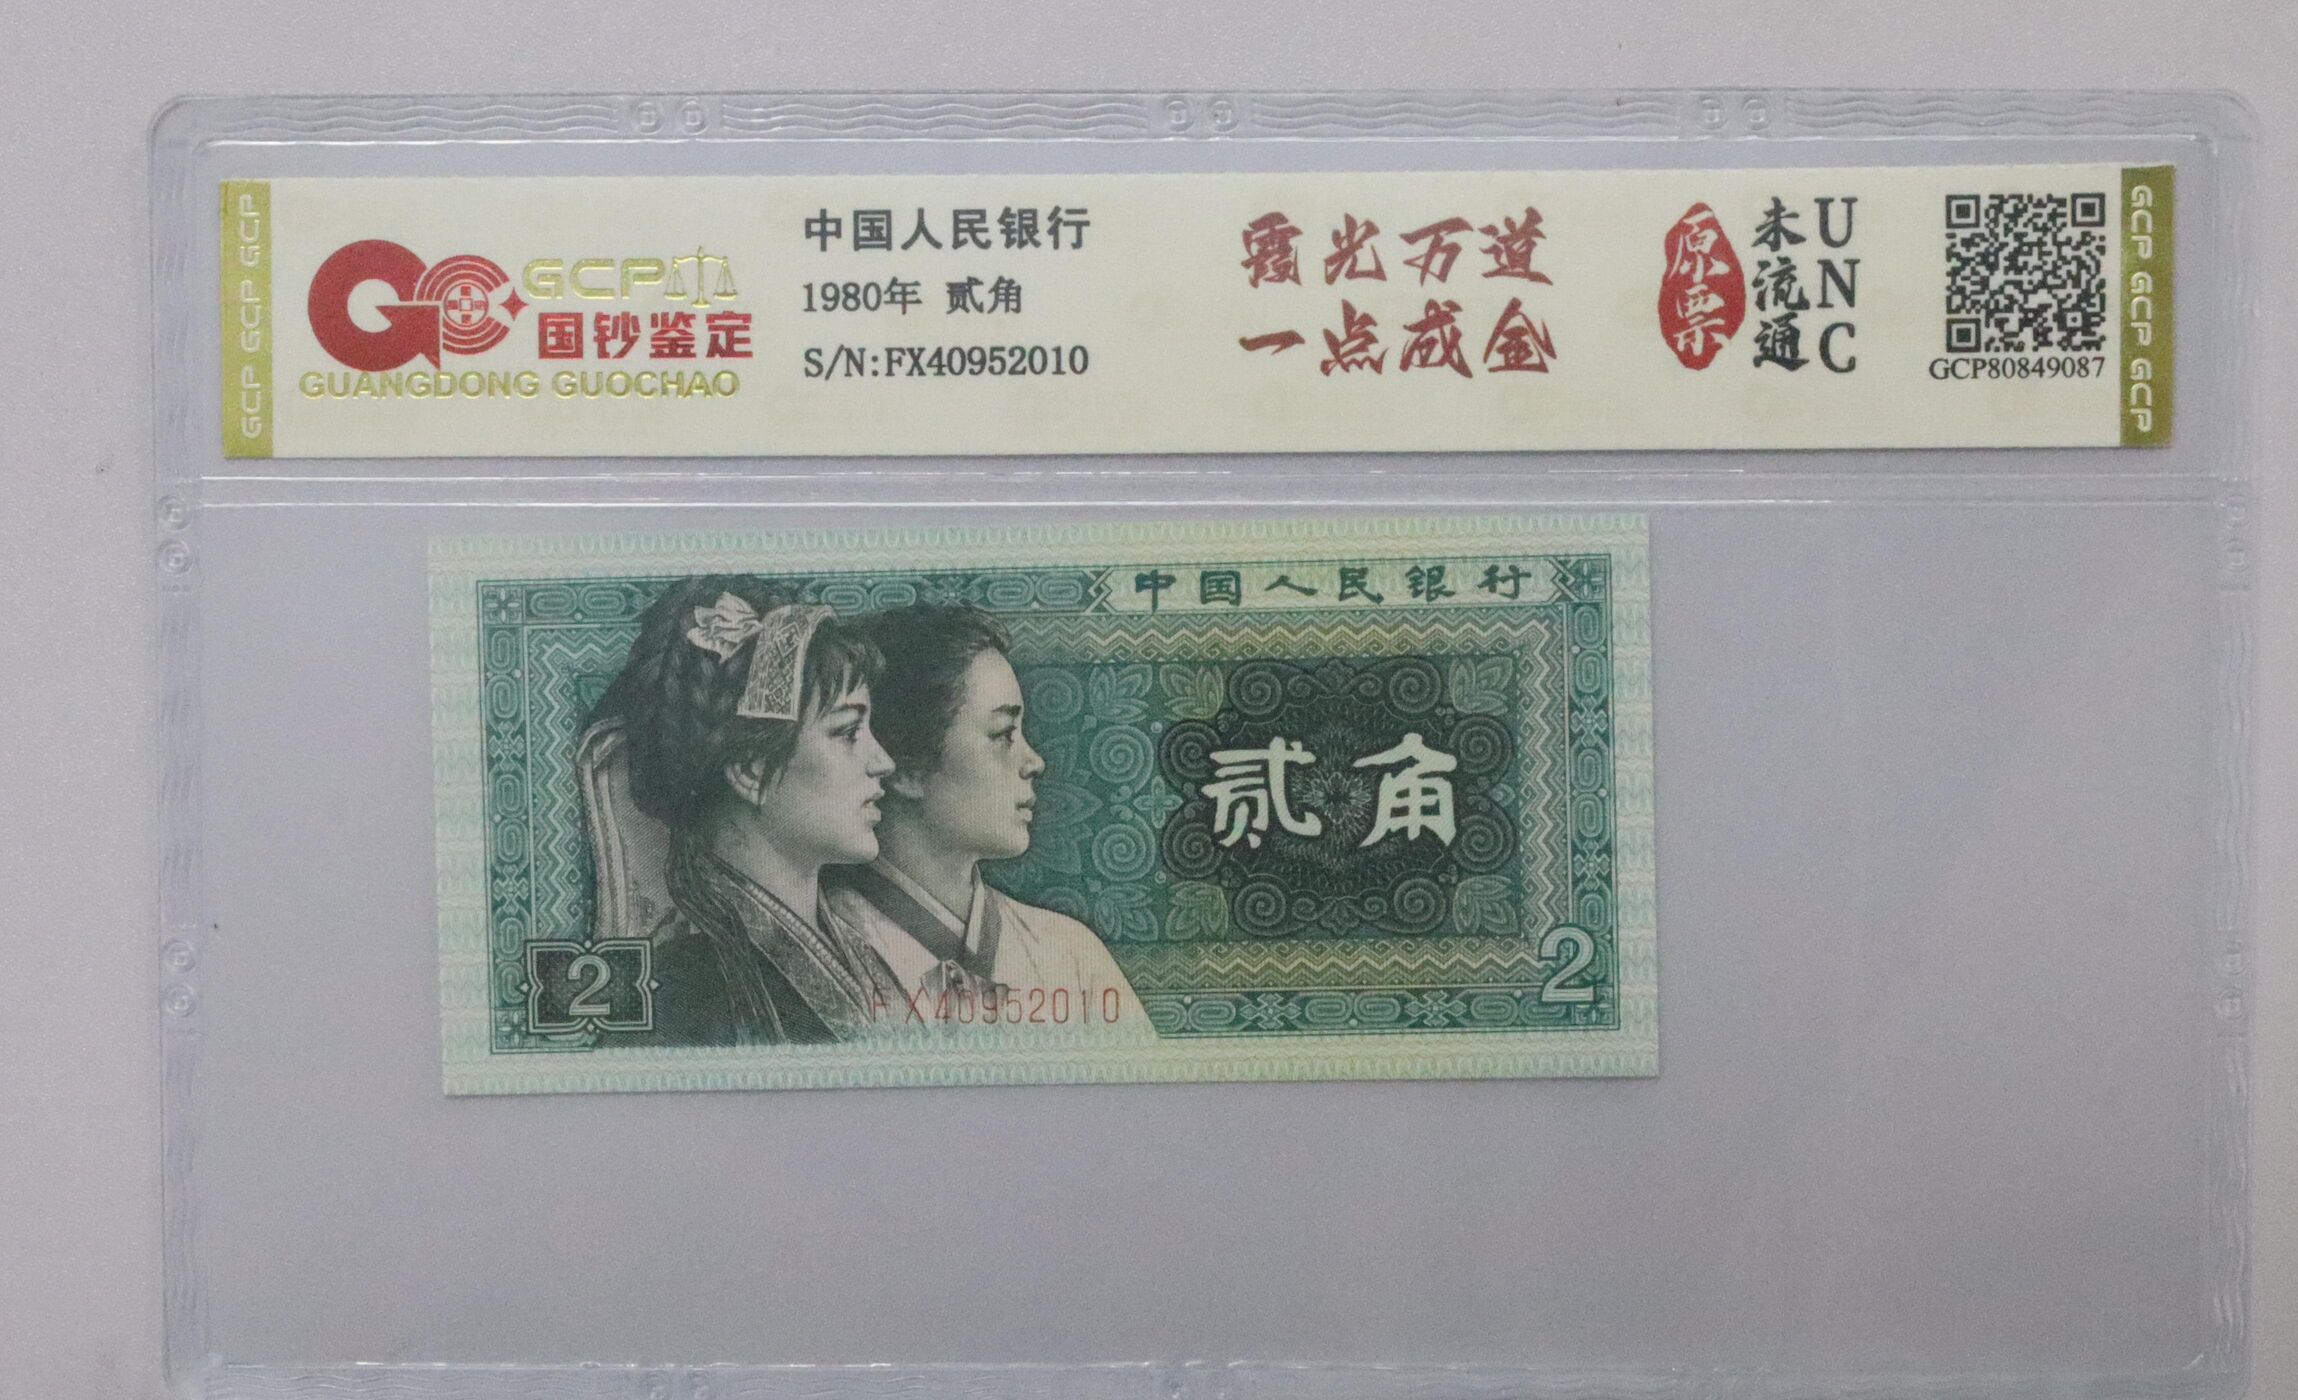 GCP GCP GCP
GCP
国钞鉴定
GUANGDONG GUOCHAO
中国人民银行
1980年 贰角
S/N:FX40952010
霞光万道
一点成金
原票
未流通
UNC
GCP80849087
GCP GCP GCP
中国人民银行
贰角
2
2
FX40952010